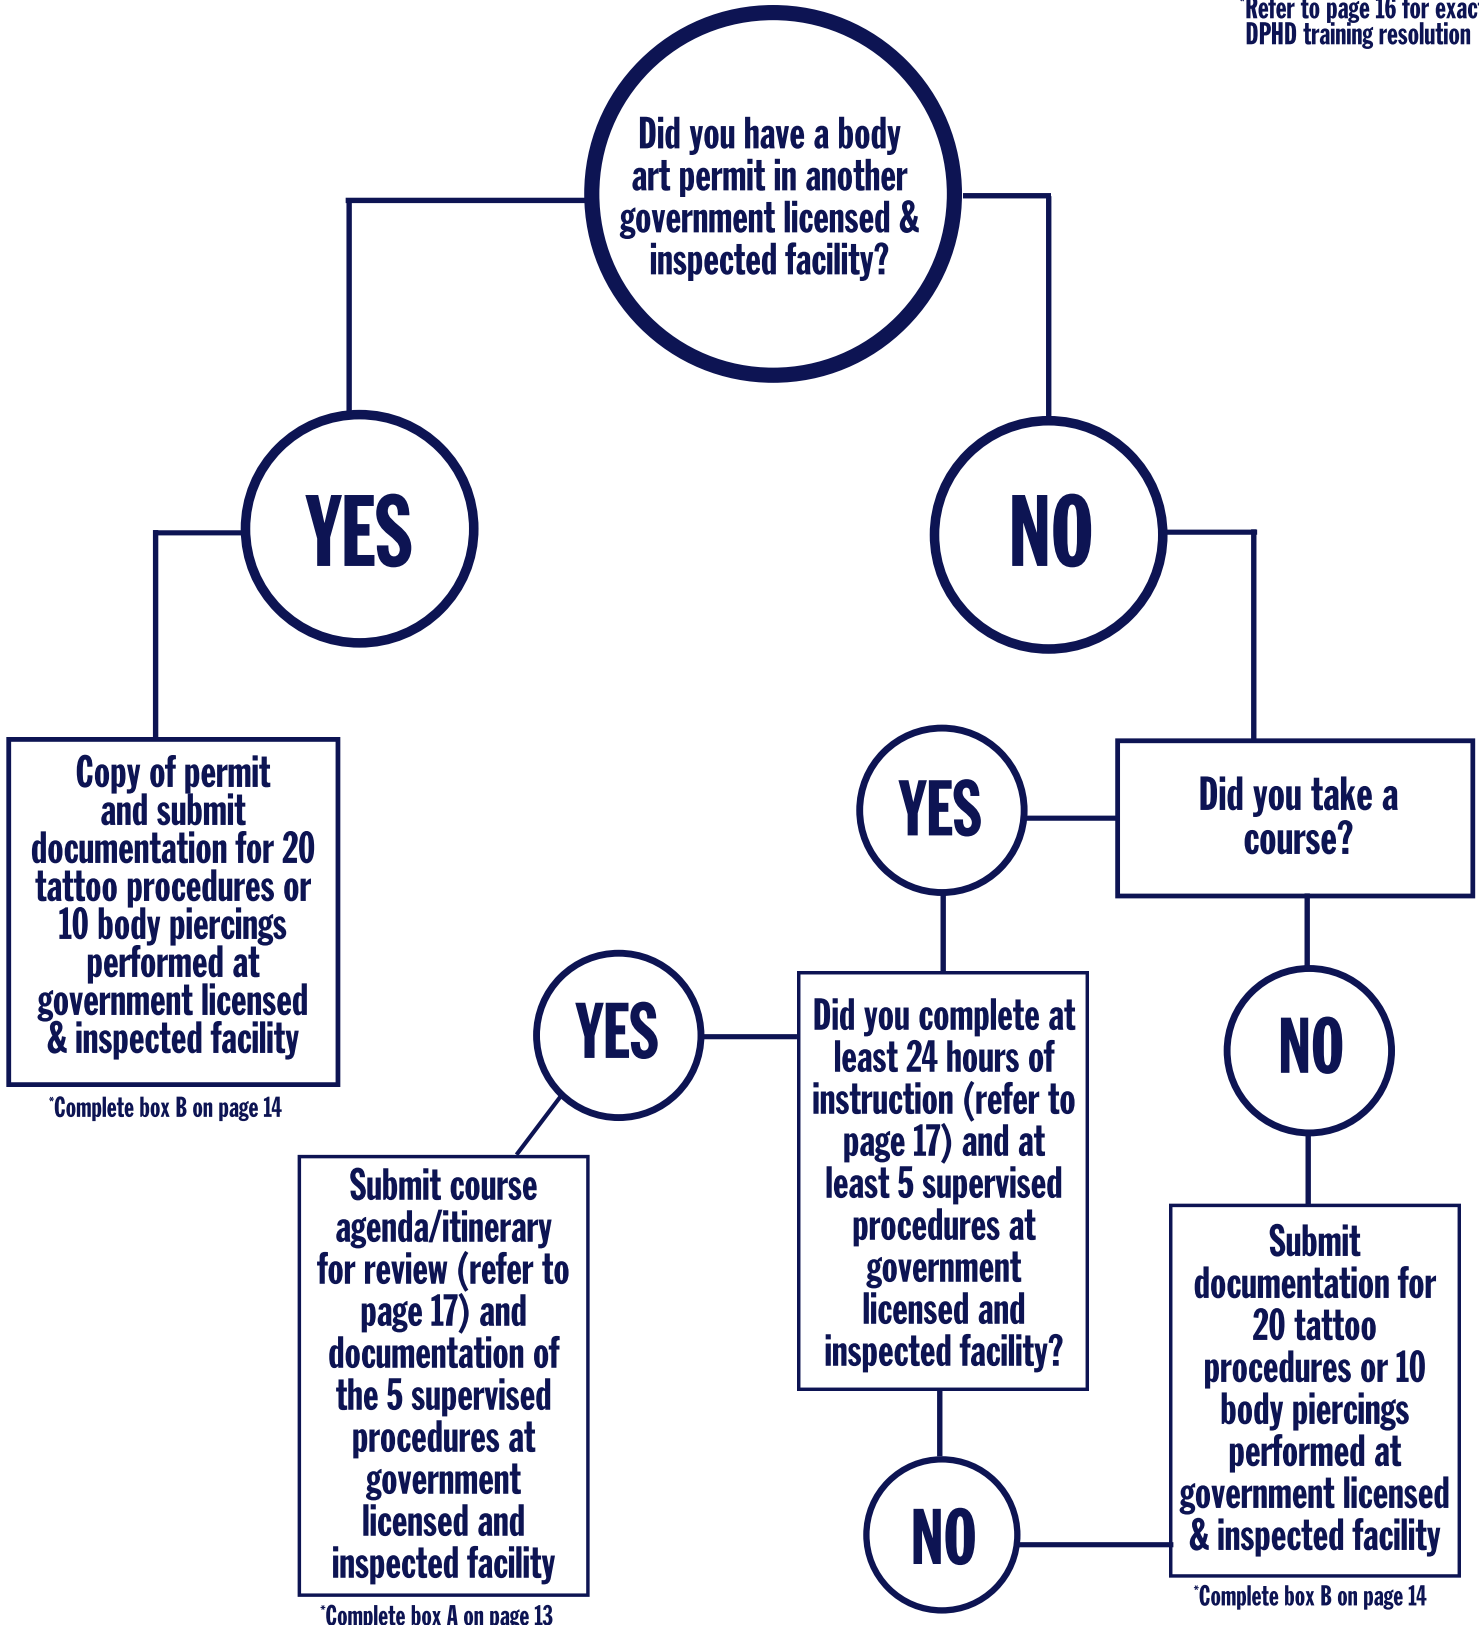 *Refer to page 16 for exact
DPHD training resolution
Did you have a body
art permit in another
government licensed &
inspected facility?
YES
NO
Copy of permit
and submit
documentation for 20
tattoo procedures or
10 body piercings
performed at
government licensed
& inspected facility
*Complete box B on page 14
YES
Did you take a
course?
YES
Did you complete at
least 24 hours of
instruction (refer to
page 17) and at
least 5 supervised
procedures at
government
licensed and
inspected facility?
NO
Submit course
agenda/itinerary
for review (refer to
page 17) and
documentation of
the 5 supervised
procedures at
government
licensed and
inspected facility
*Complete box A on page 13
NO
Submit
documentation for
20 tattoo
procedures or 10
body piercings
performed at
government licensed
& inspected facility
*Complete box B on page 14